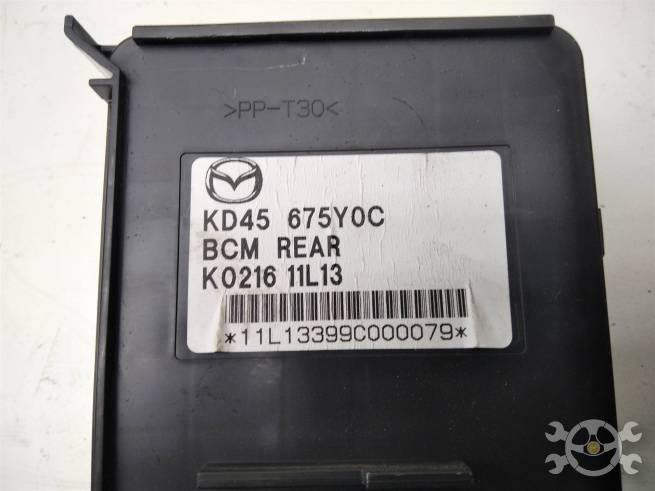 >PP-T30<
KD45 675Y0C
BCM REAR
K0216 11L13
*11L13399C000079*